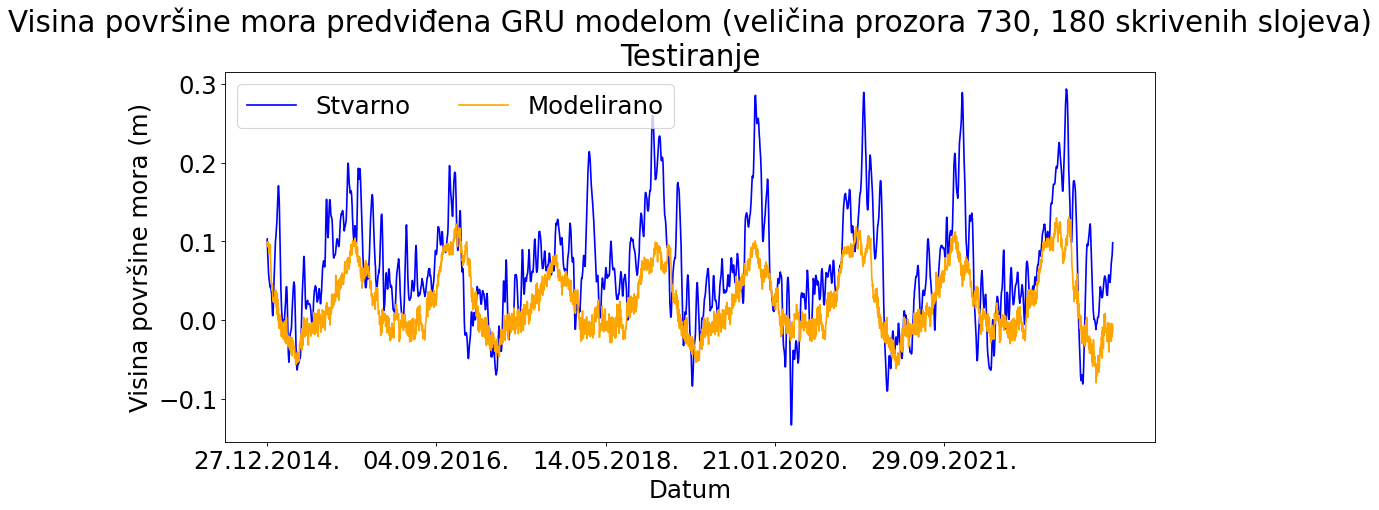 Visina površine mora predviđena GRU modelom (veličina prozora 730, 180 skrivenih slojeva)
Testiranje
Stvarno
Modelirano
Visina površine mora (m)
0.3
0.2
0.1
0.0
−0.1
27.12.2014.
04.09.2016.
14.05.2018.
21.01.2020.
29.09.2021.
Datum